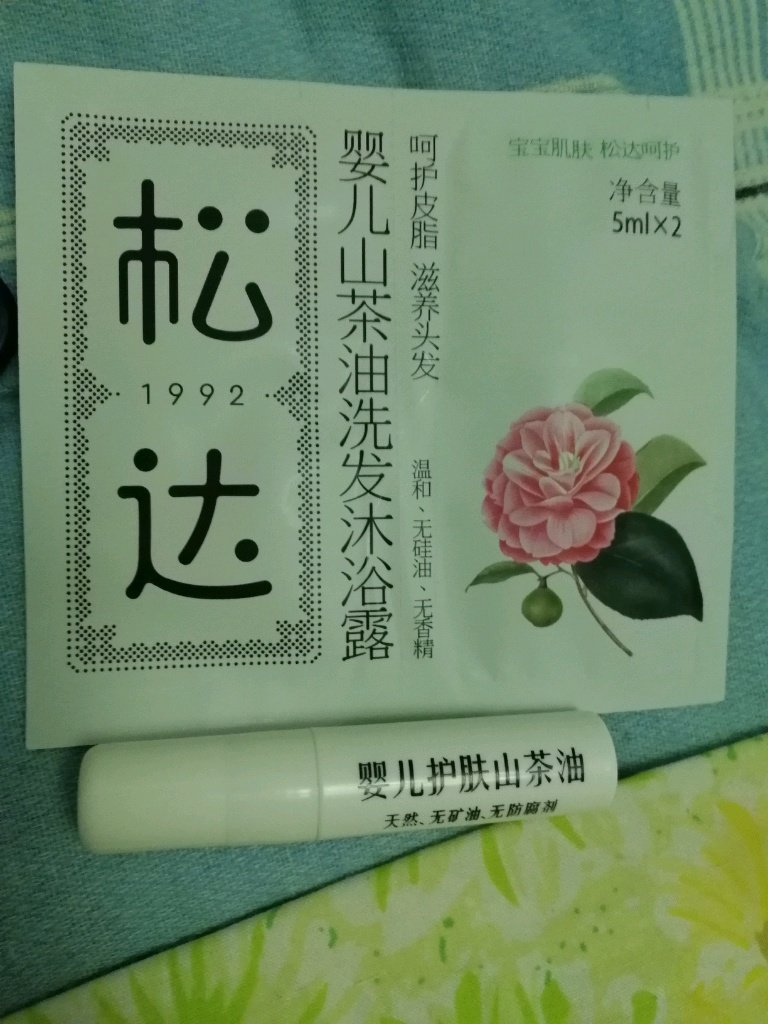 松达
1992
婴儿山茶油洗发沐浴露
呵护皮脂 滋养头发
温和、无硅油、无香精
宝宝肌肤 松达呵护
净含量
5ml×2
婴儿护肤山茶油
天然、无矿油、无防腐剂